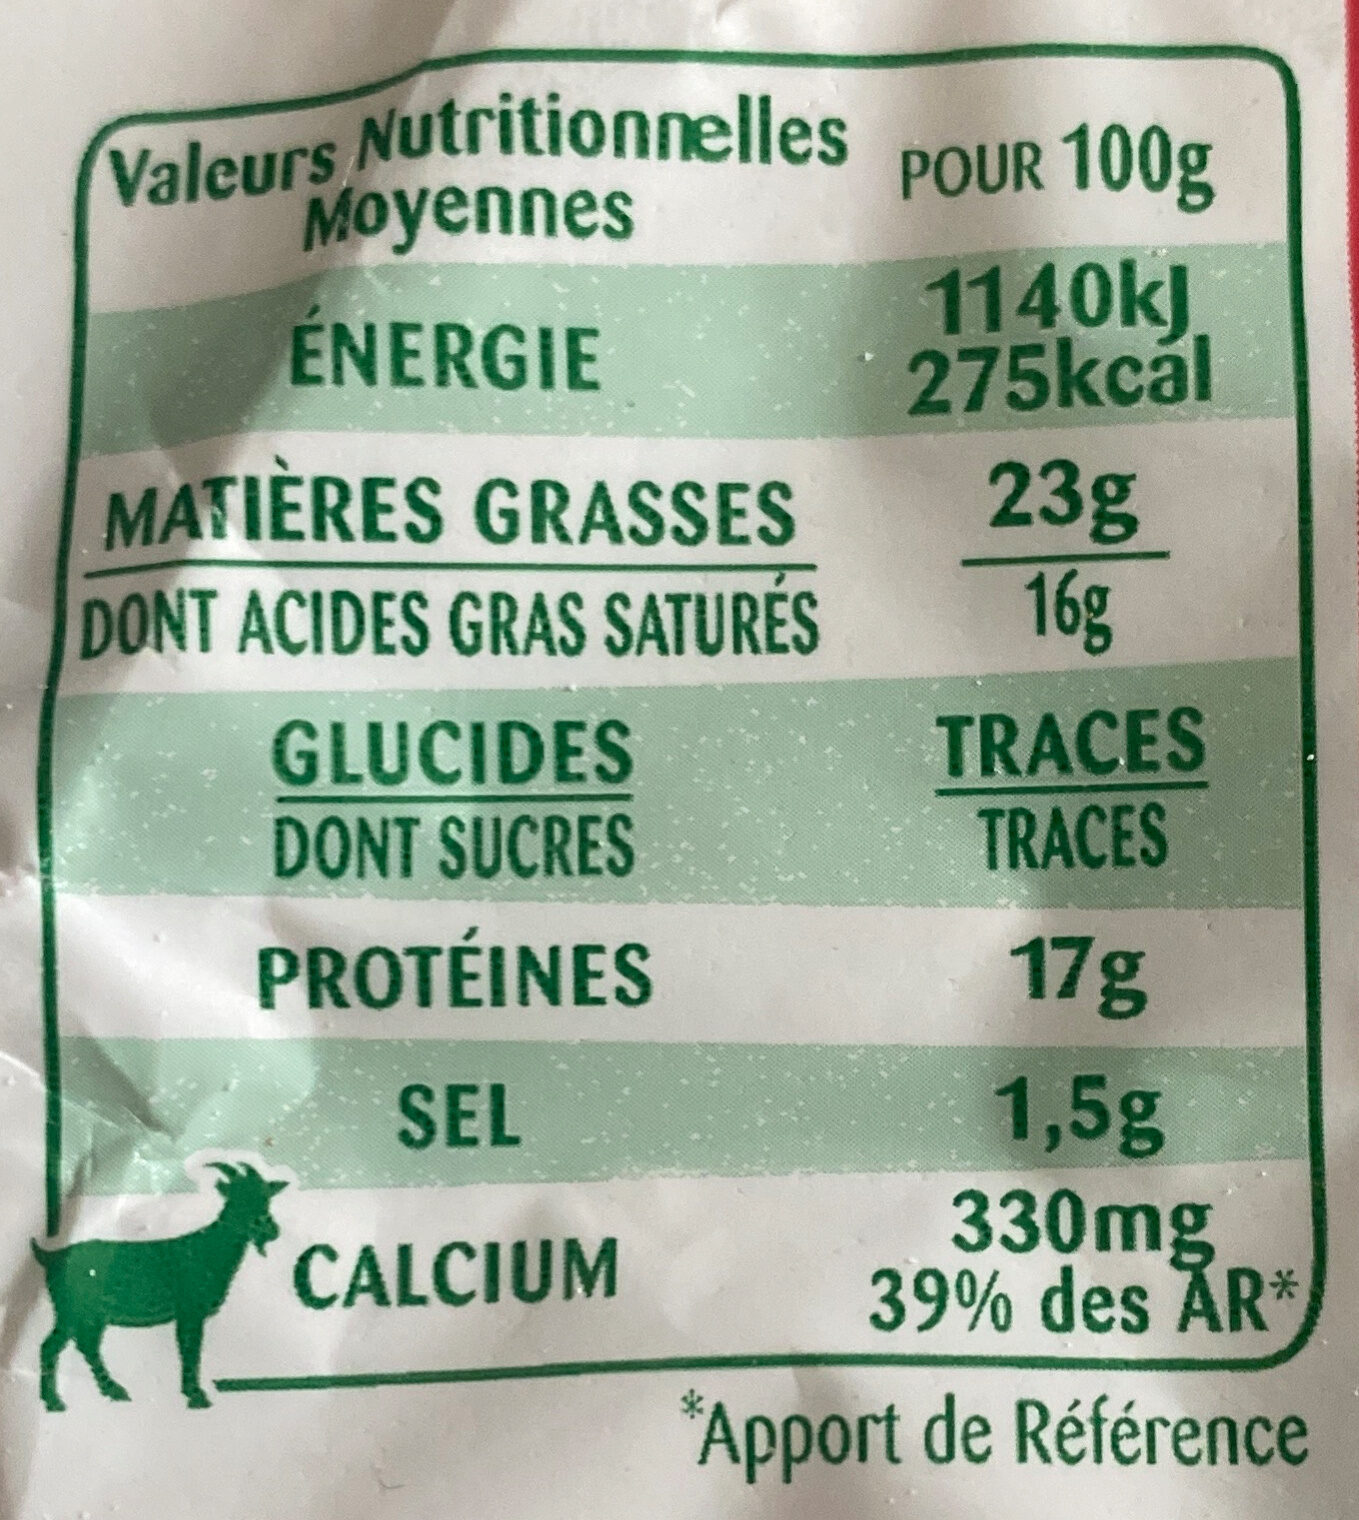 Valeurs Nutritionnelles Moyennes POUR 100g
ÉNERGIE 1140kJ
275kcal
MATIÈRES GRASSES 23g
DONT ACIDES GRAS SATURÉS 16g
GLUCIDES TRACES
DONT SUCRES TRACES
PROTÉINES 17g
SEL 1,5g
CALCIUM 330mg
39% des AR*
*Apport de Référence